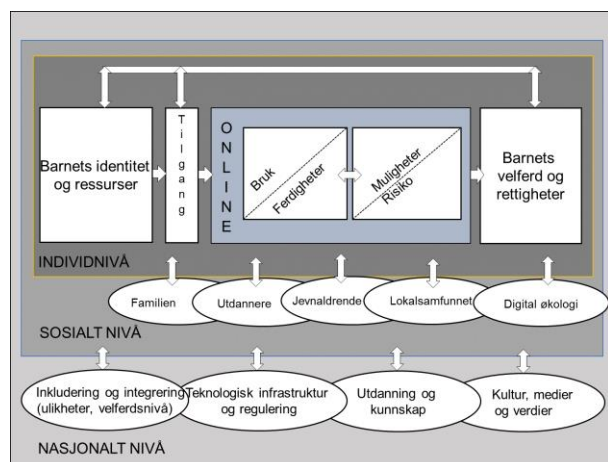 Barnets identitet
og ressurser
Tilgang
ONLINE
Bruk
Ferdigheter
Muligheter
Risiko
Barnets
velferd og
rettigheter
INDIVIDNIVÅ
Familien
Utdannere
Jevnaldrende
Lokalsamfunnet
Digital økologi
SOSIALT NIVÅ
Inkludering og integrering
(ulikheter, velferdsnivå)
Teknologisk infrastruktur
og regulering
Utdanning og
kunnskap
Kultur, medier
og verdier
NASJONALT NIVÅ